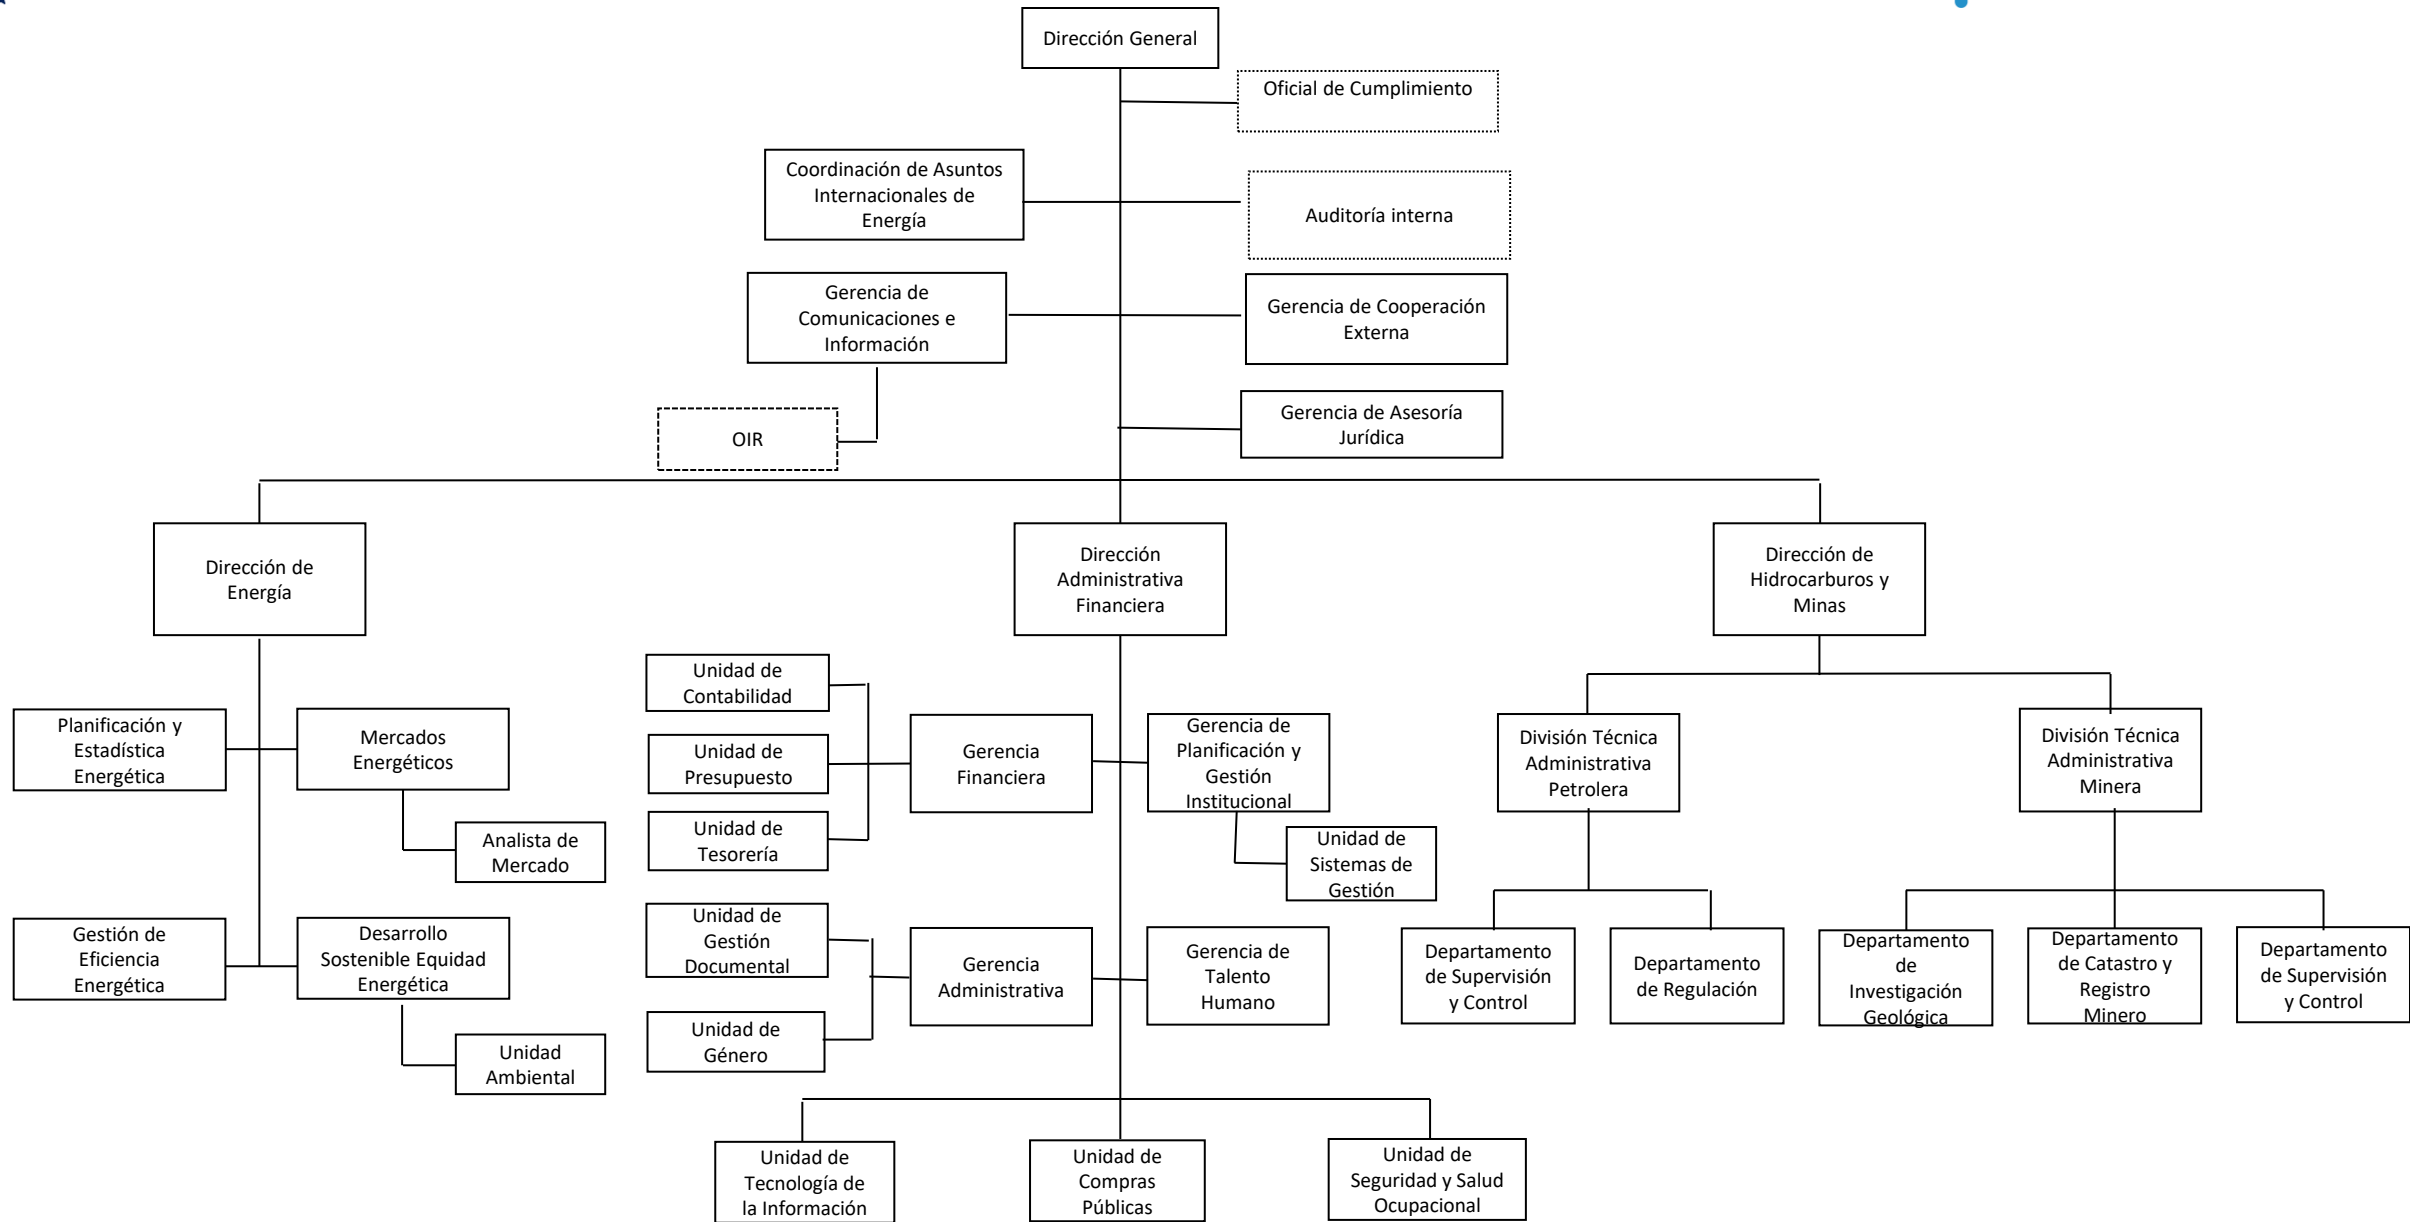 Dirección General
Oficial de Cumplimiento
Coordinación de Asuntos
Internacionales de
Energía
Auditoría interna
Gerencia de
Comunicaciones e
Información
Gerencia de Cooperación
Externa
OIR
Gerencia de Asesoría
Jurídica
Dirección de
Energía
Dirección
Administrativa
Financiera
Dirección de
Hidrocarburos y
Minas
Planificación y
Estadística
Energética
Mercados
Energéticos
Analista de
Mercado
Gestión de
Eficiencia
Energética
Desarrollo
Sostenible Equidad
Energética
Unidad
Ambiental
Unidad de
Contabilidad
Unidad de
Presupuesto
Unidad de
Tesorería
Gerencia
Financiera
Gerencia de
Planificación y
Gestión
Institucional
Unidad de
Sistemas de
Gestión
Unidad de
Gestión
Documental
Unidad de
Género
Gerencia
Administrativa
Gerencia de
Talento
Humano
Unidad de
Tecnología de
la Información
Unidad de
Compras
Públicas
Unidad de
Seguridad y Salud
Ocupacional
División Técnica
Administrativa
Petrolera
División Técnica
Administrativa
Minera
Departamento
de Supervisión
y Control
Departamento
de Regulación
Departamento
de
Investigación
Geológica
Departamento
de Catastro y
Registro
Minero
Departamento
de Supervisión
y Control